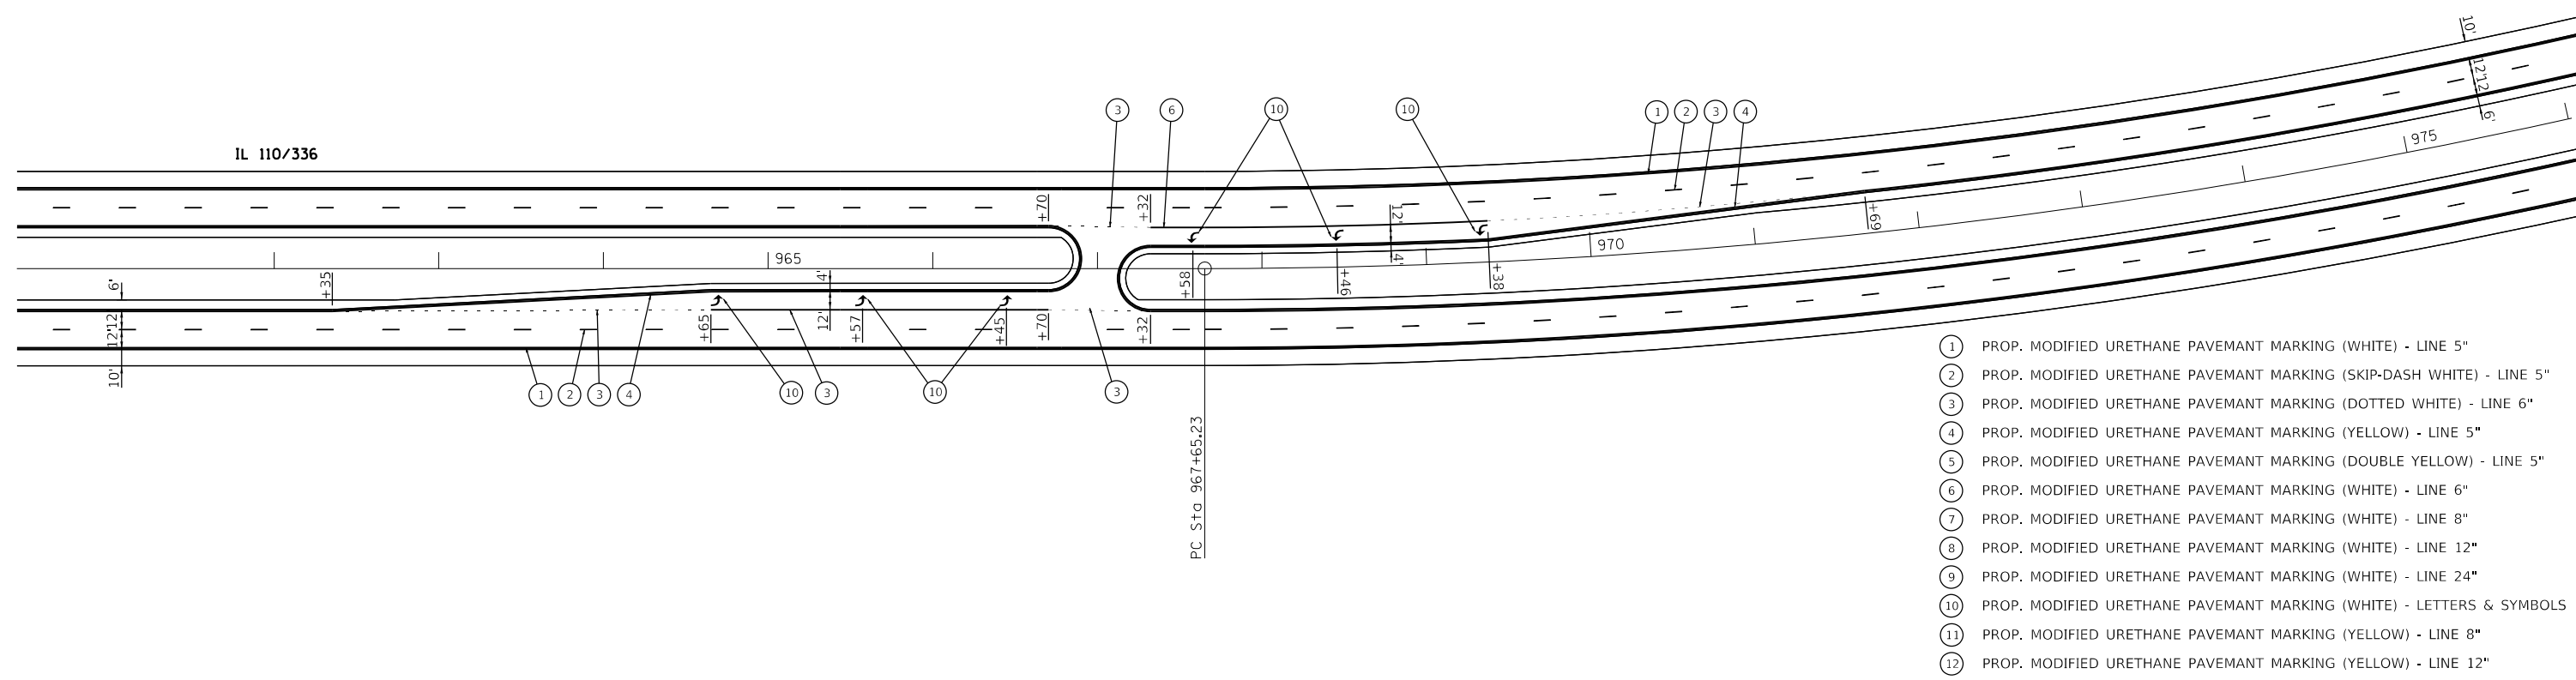 10'
3 6 10 10 1 2 3 4
12'12'
6'
975
IL 110/336
+70 +32 12'
+69
970
965
4'
6' +35 4' +58 +46 +38
12'12'
+65 12' +57 +45 +70 +32
10'
1 2 3 4 10 3 10 3
PC Sta 967+65.23
1 PROP. MODIFIED URETHANE PAVEMANT MARKING (WHITE) - LINE 5"
2 PROP. MODIFIED URETHANE PAVEMANT MARKING (SKIP-DASH WHITE) - LINE 5"
3 PROP. MODIFIED URETHANE PAVEMANT MARKING (DOTTED WHITE) - LINE 6"
4 PROP. MODIFIED URETHANE PAVEMANT MARKING (YELLOW) - LINE 5"
5 PROP. MODIFIED URETHANE PAVEMANT MARKING (DOUBLE YELLOW) - LINE 5"
6 PROP. MODIFIED URETHANE PAVEMANT MARKING (WHITE) - LINE 6"
7 PROP. MODIFIED URETHANE PAVEMANT MARKING (WHITE) - LINE 8"
8 PROP. MODIFIED URETHANE PAVEMANT MARKING (WHITE) - LINE 12"
9 PROP. MODIFIED URETHANE PAVEMANT MARKING (WHITE) - LINE 24"
10 PROP. MODIFIED URETHANE PAVEMANT MARKING (WHITE) - LETTERS & SYMBOLS
11 PROP. MODIFIED URETHANE PAVEMANT MARKING (YELLOW) - LINE 8"
12 PROP. MODIFIED URETHANE PAVEMANT MARKING (YELLOW) - LINE 12"